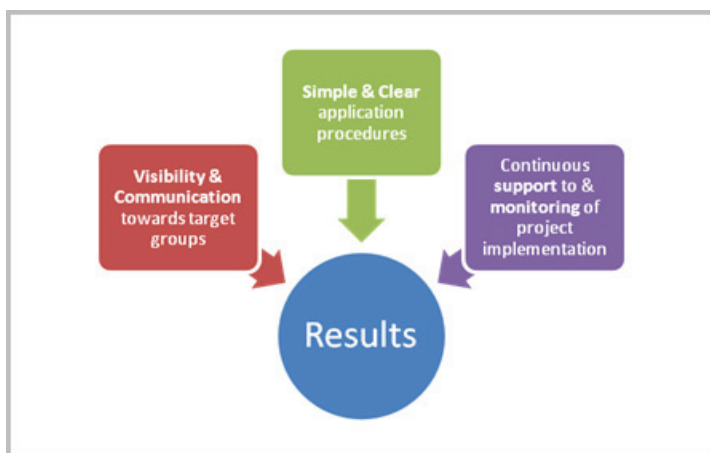 Simple & Clear
application
procedures
Visibility &
Communication
towards target
groups
Continuous
support to &
monitoring of
project
implementation
Results